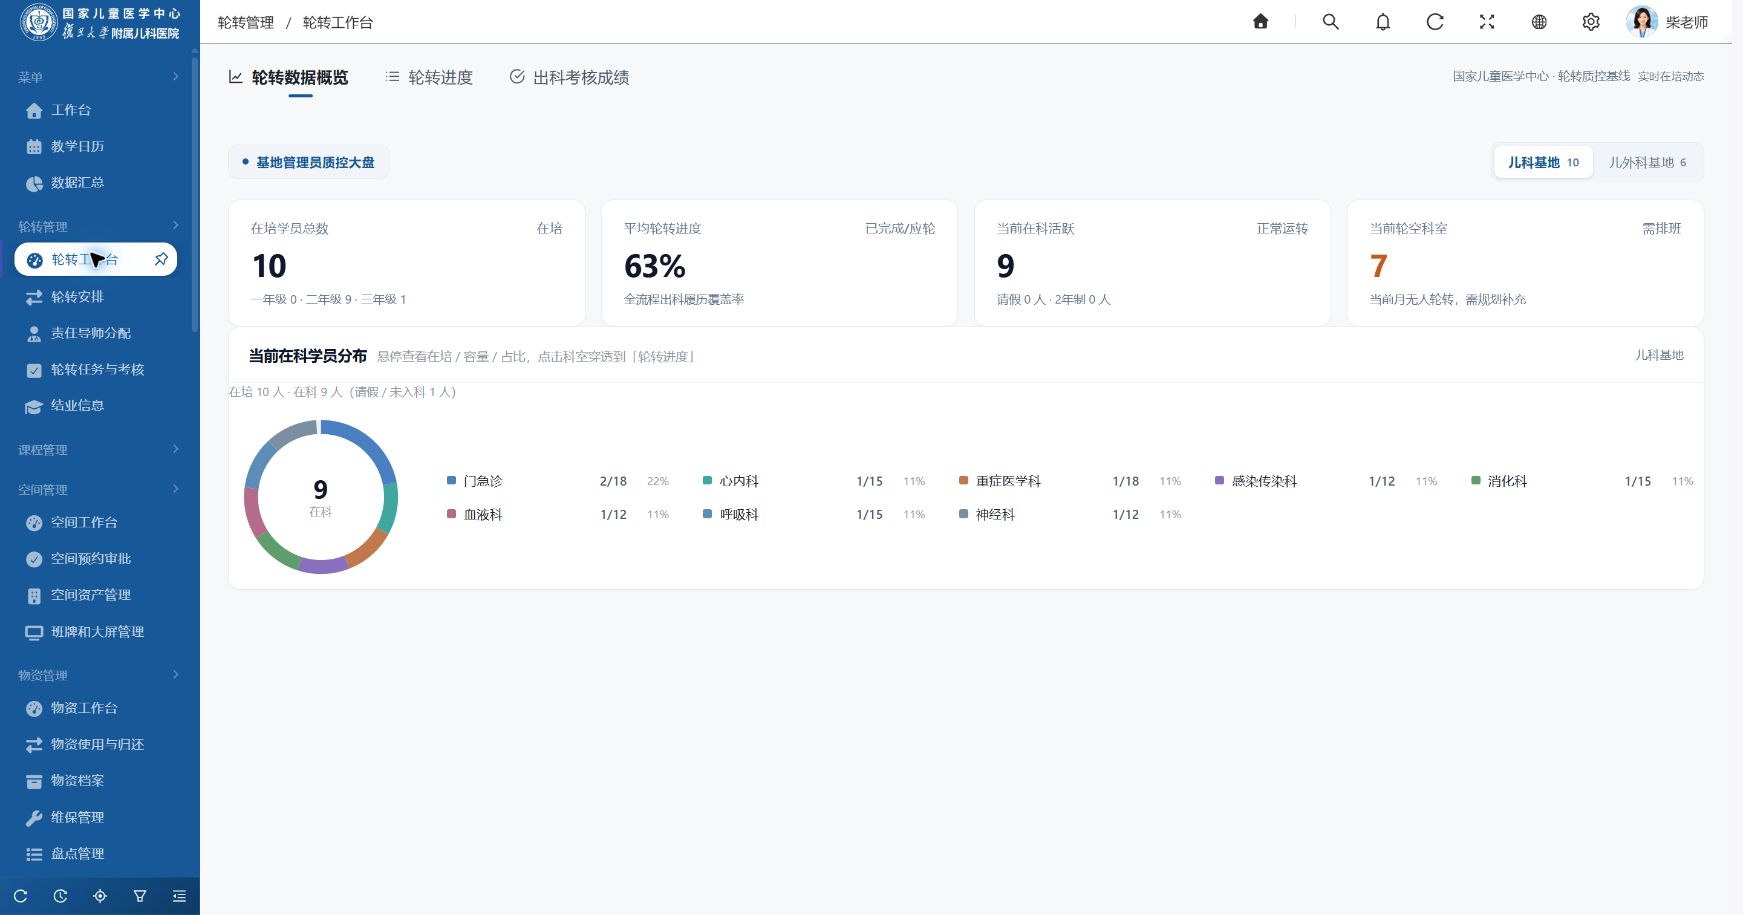 国家儿童医学中心
復旦大學附属儿科医院
菜单
工作台
教学日历
数据汇总
轮转管理
轮转工作台
轮转安排
责任导师分配
轮转任务与考核
结业信息
课程管理
空间管理
空间工作台
空间预约审批
空间资产管理
班牌和大屏管理
物资管理
物资工作台
物资使用与归还
物资档案
维保管理
盘点管理
轮转管理 / 轮转工作台
柴老师
轮转数据概览 轮转进度 出科考核成绩
国家儿童医学中心 · 轮转质控基线 实时在培动态
基地管理员质控大盘
儿科基地 10 儿外科基地 6
在培学员总数 在培
10
一年级 0 · 二年级 9 · 三年级 1
平均轮转进度 已完成/应轮
63%
全流程出科履历覆盖率
当前在科活跃 正常运转
9
请假 0 人 · 2年制 0 人
当前轮空科室 需排班
7
当前月无人轮转，需规划补充
当前在科学员分布 悬停查看在培 / 容量 / 占比，点击科室穿透到「轮转进度」 儿科基地
在培 10 人 · 在科 9 人（请假 / 未入科 1 人）
9
在科
门急诊 2/18 22% 心内科 1/15 11% 重症医学科 1/18 11% 感染传染科 1/12 11% 消化科 1/15 11%
血液科 1/12 11% 呼吸科 1/15 11% 神经科 1/12 11%